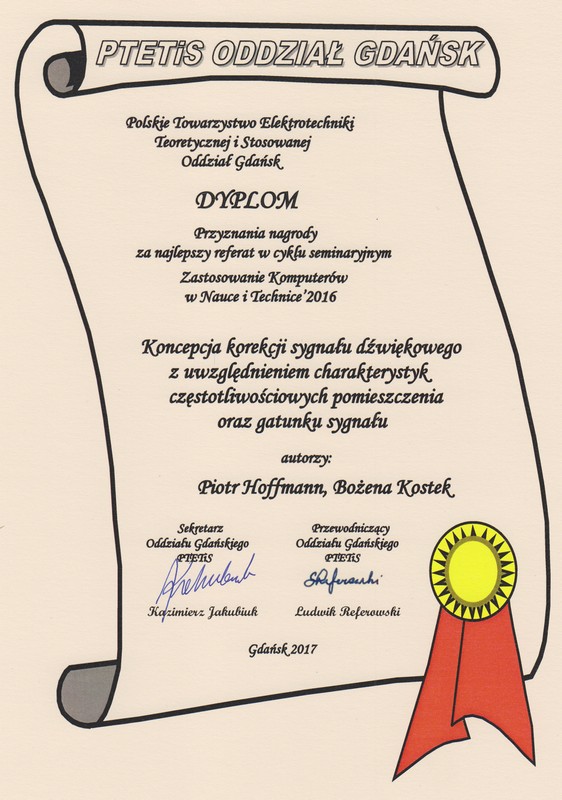 PTETiS ODDZIAŁ GDAŃSK
Polskie Towarzystwo Elektrotechniki
Teoretycznej i Stosowanej
Oddział Gdańsk
DYPLOM
Przyznania nagrody
za najlepszy referat w cyklu seminaryjnym
Zastosowanie Komputerów
w Nauce i Technice'2016
Koncepcja korekcji sygnału dźwiękowego
z uwzględnieniem charakterystyk
częstotliwościowych pomieszczenia
oraz gatunku sygnału
autorzy:
Piotr Hoffmann, Bożena Kostek
Sekretarz
Oddziału Gdańskiego
PTETiS
Kazimierz Jakubiuk
Przewodniczący
Oddziału Gdańskiego
PTETiS
Ludwik Referowski
Gdańsk 2017